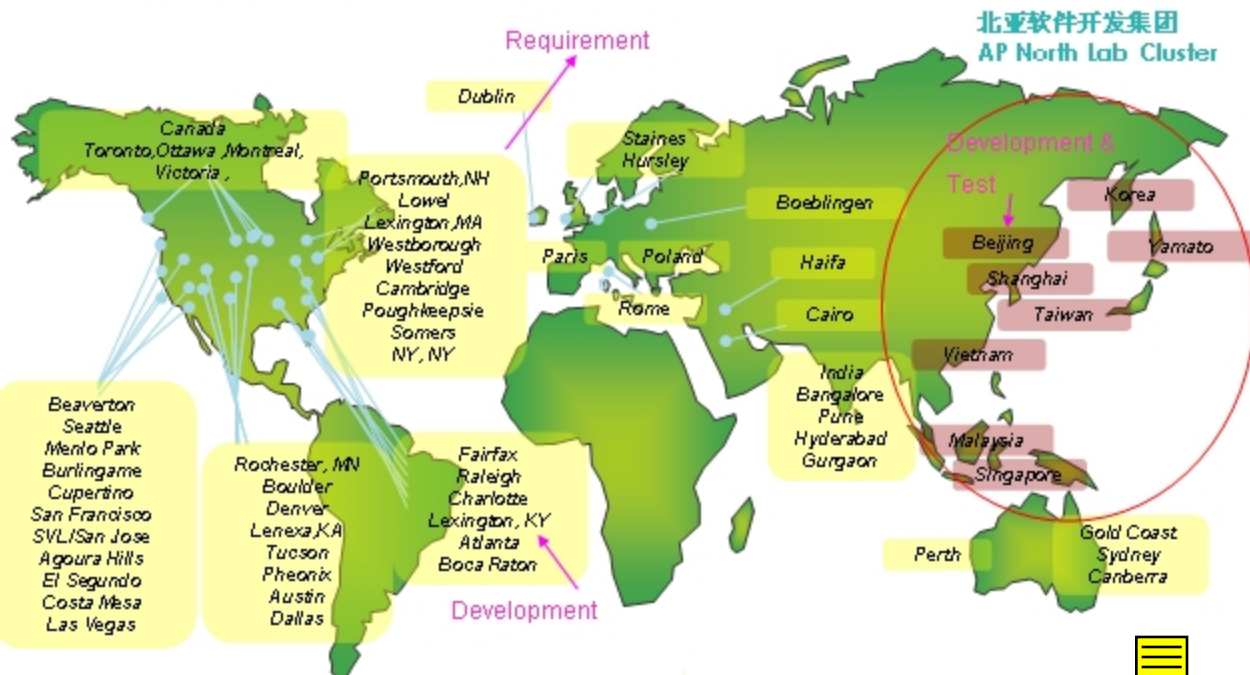 北亚软件开发集团
AP North Lab Cluster
Requirement
Dublin
Canada
Toronto,Ottawa ,Montreal,
Victoria ,
Staines
Hursley
Development &
Test
Portsmouth,NH
Lowel
Lexington,MA
Westborough
Westford
Cambridge
Poughkeepsie
Somers
NY, NY
Boeblingen
Korea
Beijing
Yamato
Paris
Poland
Haifa
Shanghai
Rome
Cairo
Taiwan
Vietnam
India
Bangalore
Pune
Hyderabad
Gurgaon
Malaysia
Singapore
Beaverton
Seattle
Menlo Park
Burlingame
Cupertino
San Francisco
SVL/San Jose
Agoura Hills
El Segundo
Costa Mesa
Las Vegas
Rochester, MN
Boulder
Denver
Lenexa,KA
Tucson
Pheonix
Austin
Dallas
Fairfax
Raleigh
Charlotte
Lexington, KY
Atlanta
Boca Raton
Development
Perth
Gold Coast
Sydney
Canberra